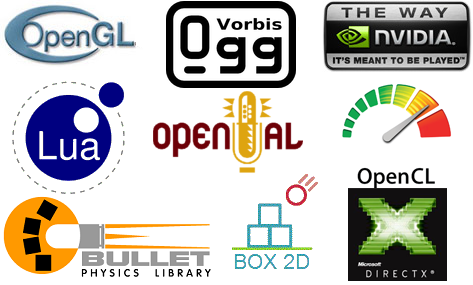 OpenGL
Vorbis
Ogg
THE WAY
NVIDIA.
IT'S MEANT TO BE PLAYED™
Lua
OPENAL
OpenCL
BULLET
PHYSICS LIBRARY
BOX 2D
Microsoft
DIRECTX®